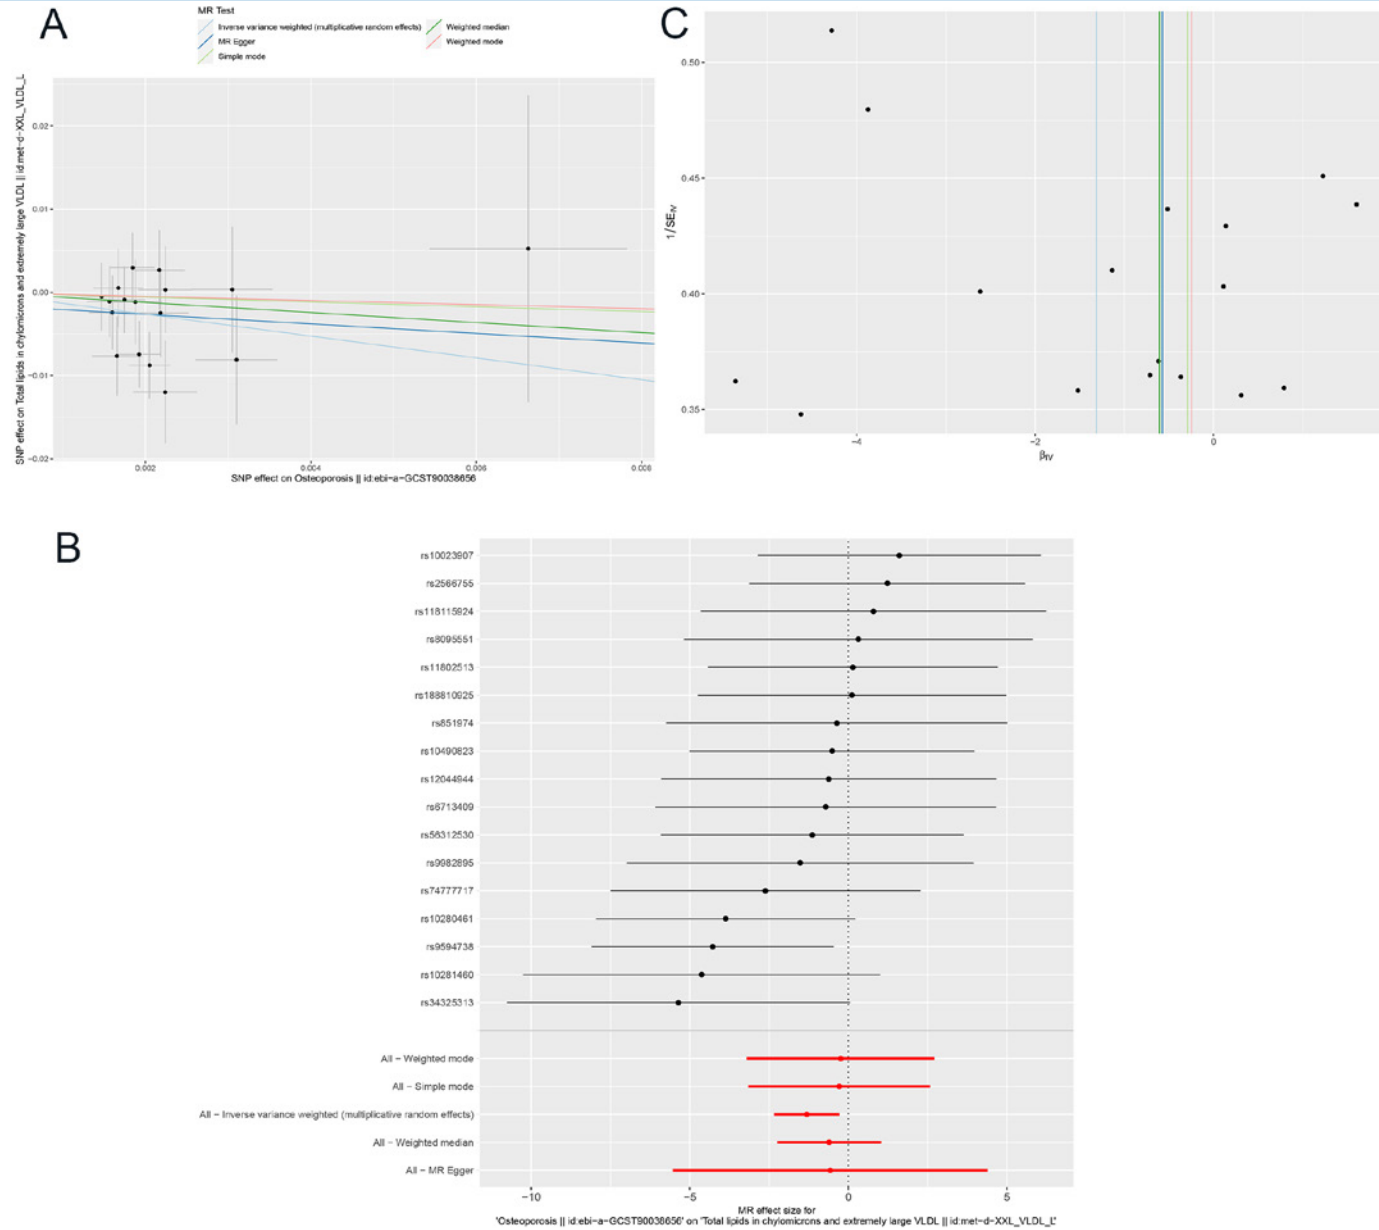 A
MR Test
Inverse variance weighted (multiplicative random effects)
Weighted median
MR Egger
Weighted mode
Simple mode
SNP effect on Total lipids in chylomicrons and extremely large VLDL || id:met-d-XXL_VLDL_L
0.02
0.01
0.00
−0.01
−0.02
0.002
0.004
0.006
0.008
SNP effect on Osteoporosis || id:ebi-a-GCST90038656
C
1/SEIV
0.50
0.45
0.40
0.35
−4
−2
0
βIV
B
rs10023907
rs2566755
rs118115924
rs8095551
rs11802513
rs188810925
rs851974
rs10490823
rs12044944
rs6713409
rs56312530
rs9982895
rs74777717
rs10280461
rs9594738
rs10281460
rs34325313
All − Weighted mode
All − Simple mode
All − Inverse variance weighted (multiplicative random effects)
All − Weighted median
All − MR Egger
−10
−5
0
5
MR effect size for
'Osteoporosis || id:ebi-a-GCST90038656' on 'Total lipids in chylomicrons and extremely large VLDL || id:met-d-XXL_VLDL_L'